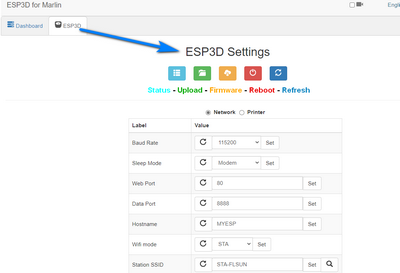 ESP3D for Marlin
Englis
Dashboard ESP3D
ESP3D Settings
Status - Upload - Firmware - Reboot - Refresh
Network Printer
Label Value
Baud Rate 115200 Set
Sleep Mode Modem Set
Web Port 80 Set
Data Port 8888 Set
Hostname MYESP Set
Wifi mode STA Set
Station SSID STA-FLSUN Set